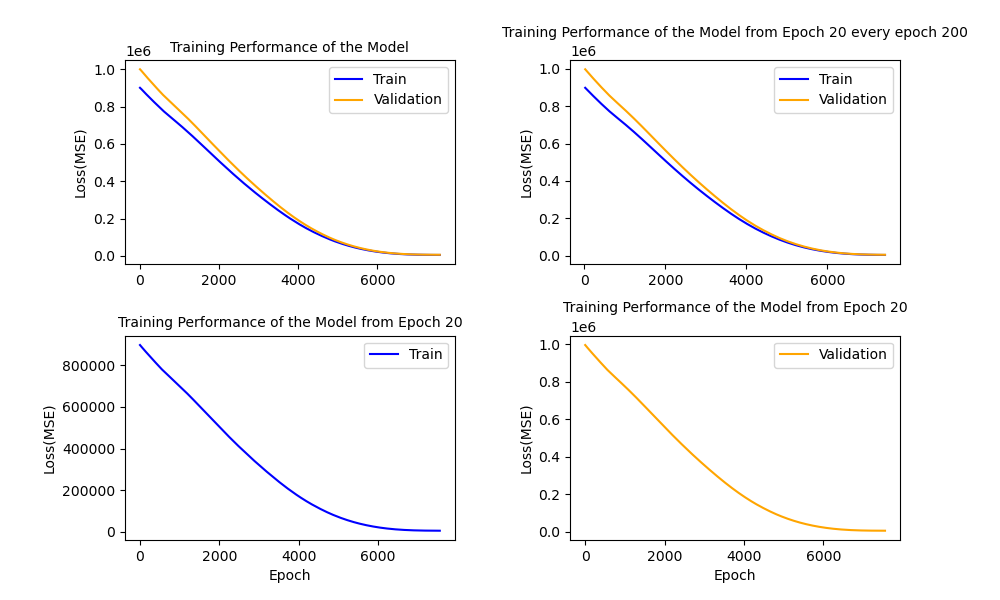 Training Performance of the Model
1e6
1.0
0.8
0.6
0.4
0.2
0.0
Loss(MSE)
Train
Validation
0
2000
4000
6000
Training Performance of the Model from Epoch 20 every epoch 200
1e6
1.0
0.8
0.6
0.4
0.2
0.0
Loss(MSE)
Train
Validation
0
2000
4000
6000
Training Performance of the Model from Epoch 20
800000
600000
400000
200000
0
Loss(MSE)
Train
0
2000
4000
6000
Epoch
Training Performance of the Model from Epoch 20
1e6
1.0
0.8
0.6
0.4
0.2
0.0
Loss(MSE)
Validation
0
2000
4000
6000
Epoch